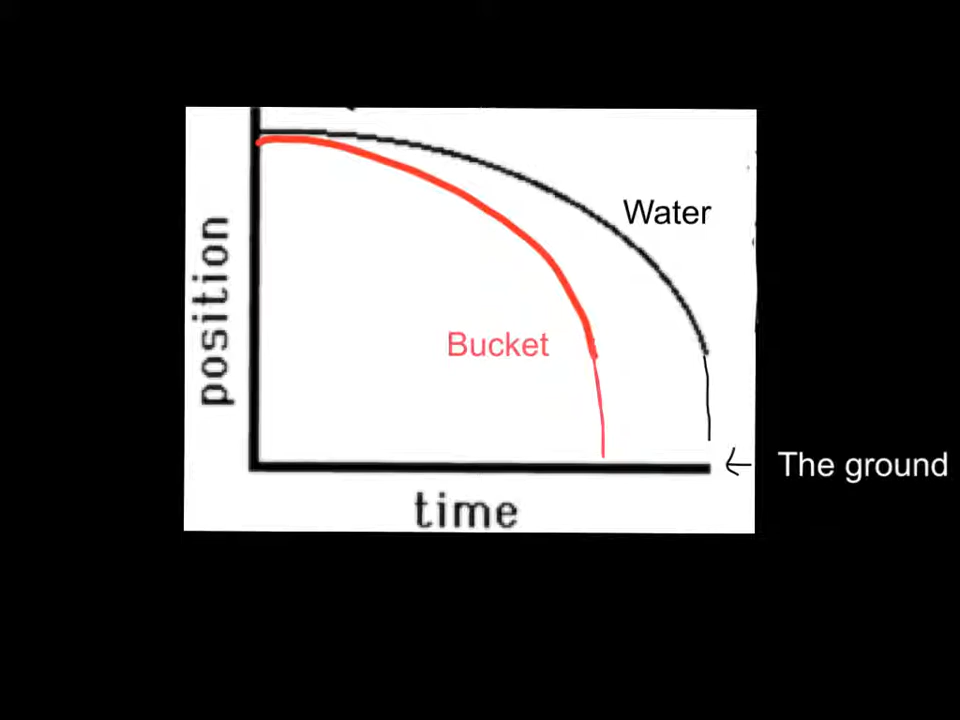 Water
position
Bucket
The ground
time